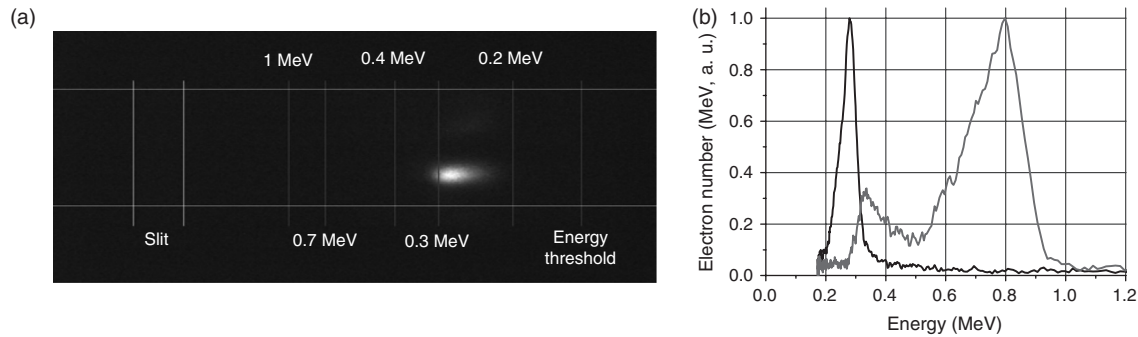 (a)
1 MeV
0.4 MeV
0.2 MeV
Slit
0.7 MeV
0.3 MeV
Energy
threshold
(b)
Electron number (MeV, a. u.)
1.0
0.8
0.6
0.4
0.2
0.0
0.0 0.2 0.4 0.6 0.8 1.0 1.2
Energy (MeV)